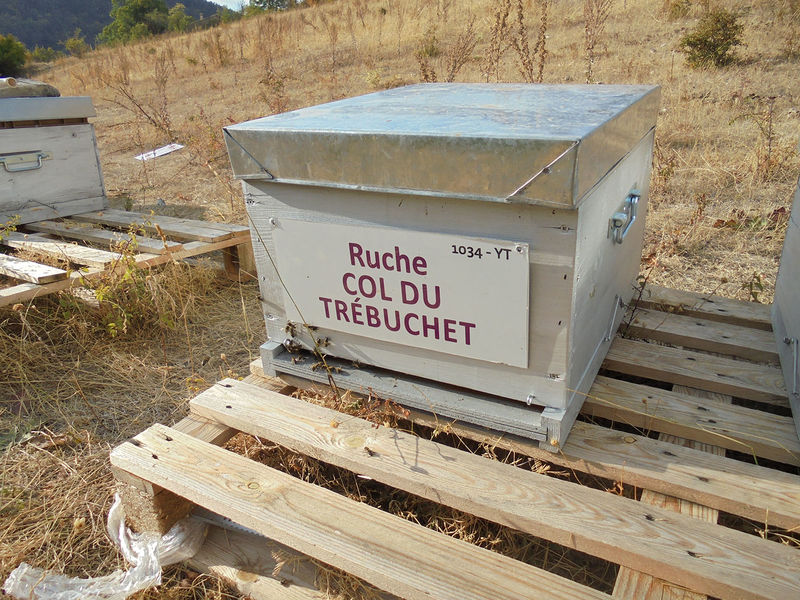 Ruche
1034 - YT
COL DU
TRÉBUCHET